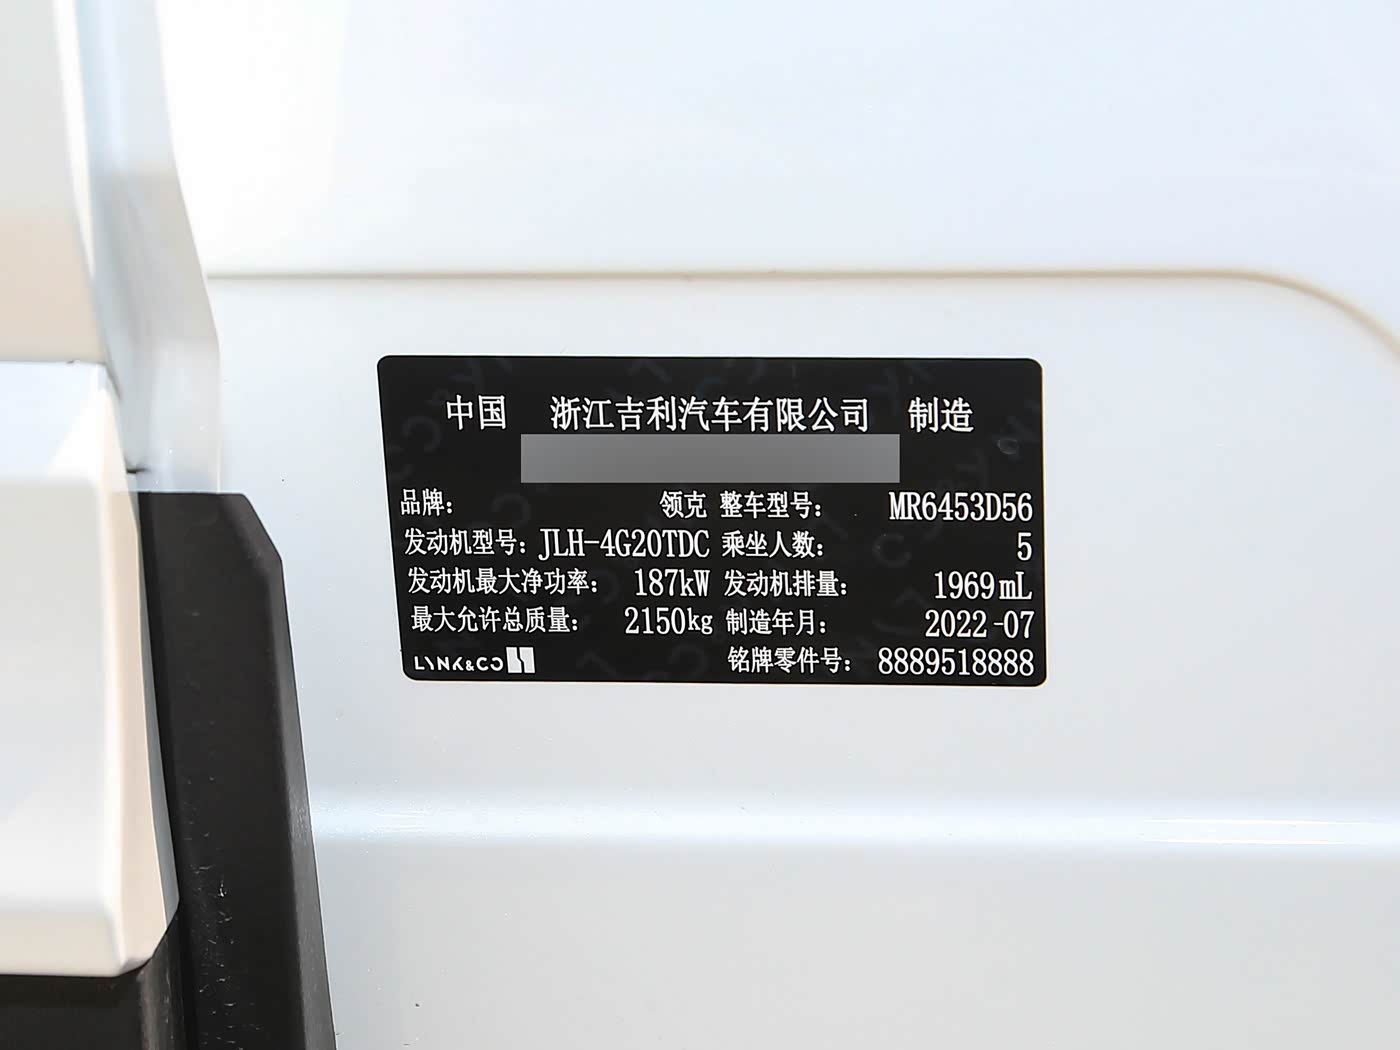 中国 浙江吉利汽车有限公司 制造
品牌: 领克 整车型号: MR6453D56
发动机型号: JLH-4G20TDC 乘坐人数: 5
发动机最大净功率: 187kW 发动机排量: 1969mL
最大允许总质量: 2150kg 制造年月: 2022-07
LYNK&CO 铭牌零件号: 8889518888